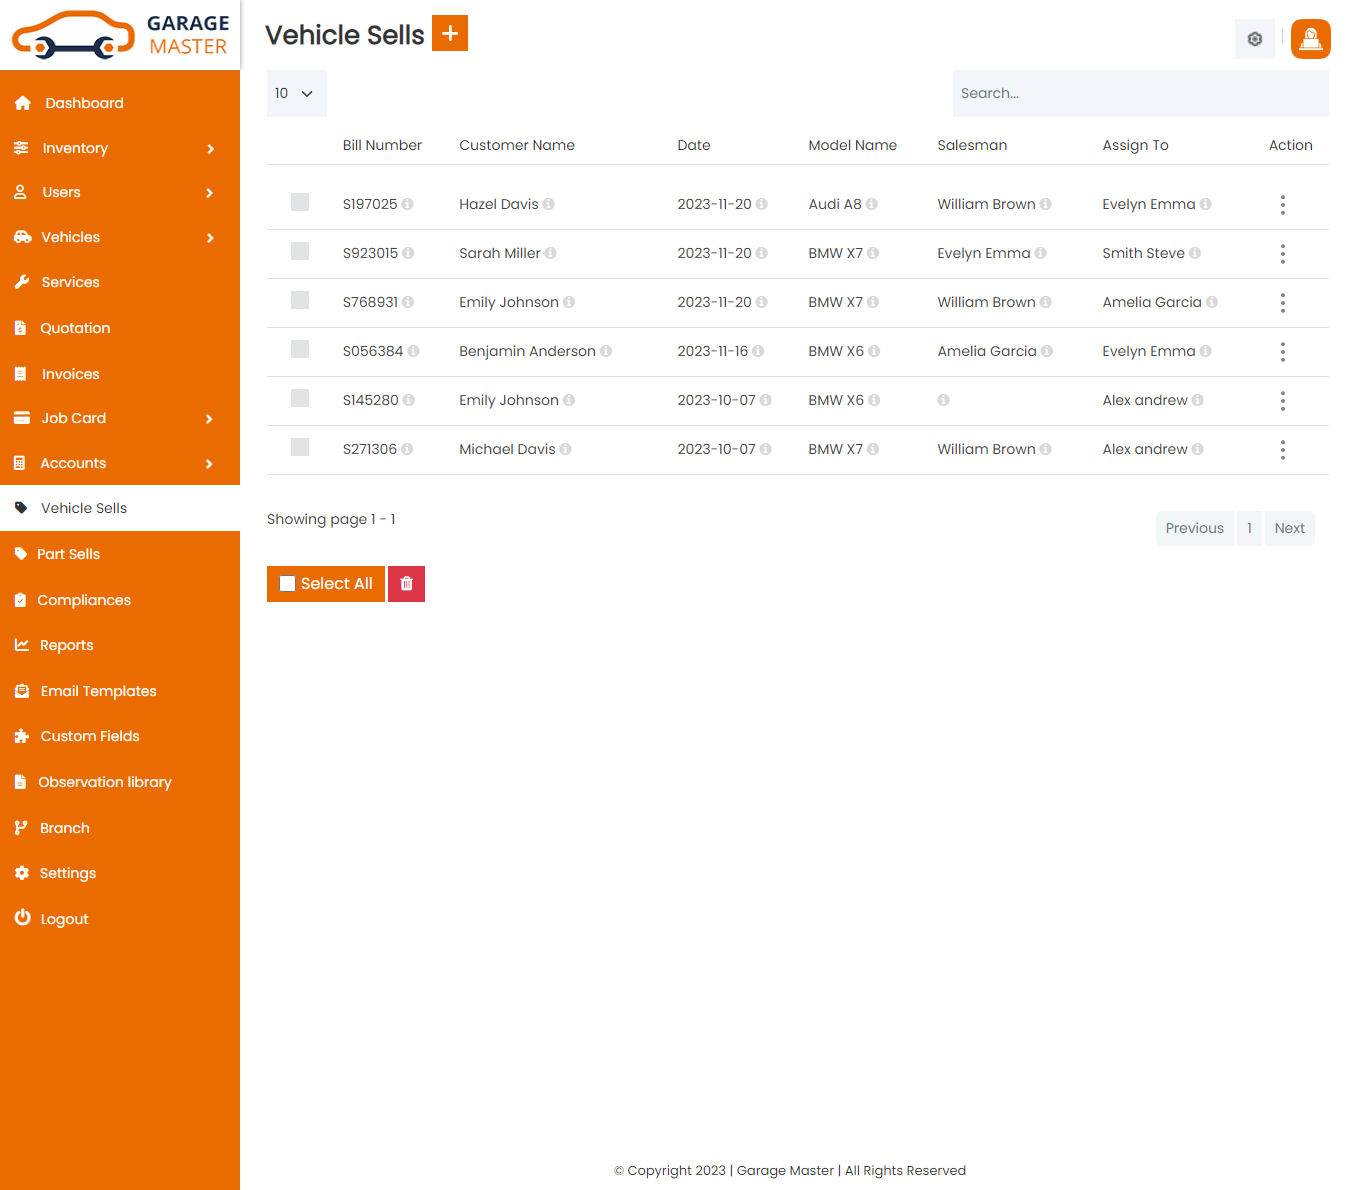 GARAGE
MASTER
Dashboard
Inventory
Users
Vehicles
Services
Quotation
Invoices
Job Card
Accounts
Vehicle Sells
Part Sells
Compliances
Reports
Email Templates
Custom Fields
Observation library
Branch
Settings
Logout
Vehicle Sells +
10
Search...
Bill Number Customer Name Date Model Name Salesman Assign To Action
S197025 Hazel Davis 2023-11-20 Audi A8 William Brown Evelyn Emma
S923015 Sarah Miller 2023-11-20 BMW X7 Evelyn Emma Smith Steve
S768931 Emily Johnson 2023-11-20 BMW X7 William Brown Amelia Garcia
S056384 Benjamin Anderson 2023-11-16 BMW X6 Amelia Garcia Evelyn Emma
S145280 Emily Johnson 2023-10-07 BMW X6 Alex andrew
S271306 Michael Davis 2023-10-07 BMW X7 William Brown Alex andrew
Showing page 1 - 1
Previous 1 Next
Select All
© Copyright 2023 | Garage Master | All Rights Reserved